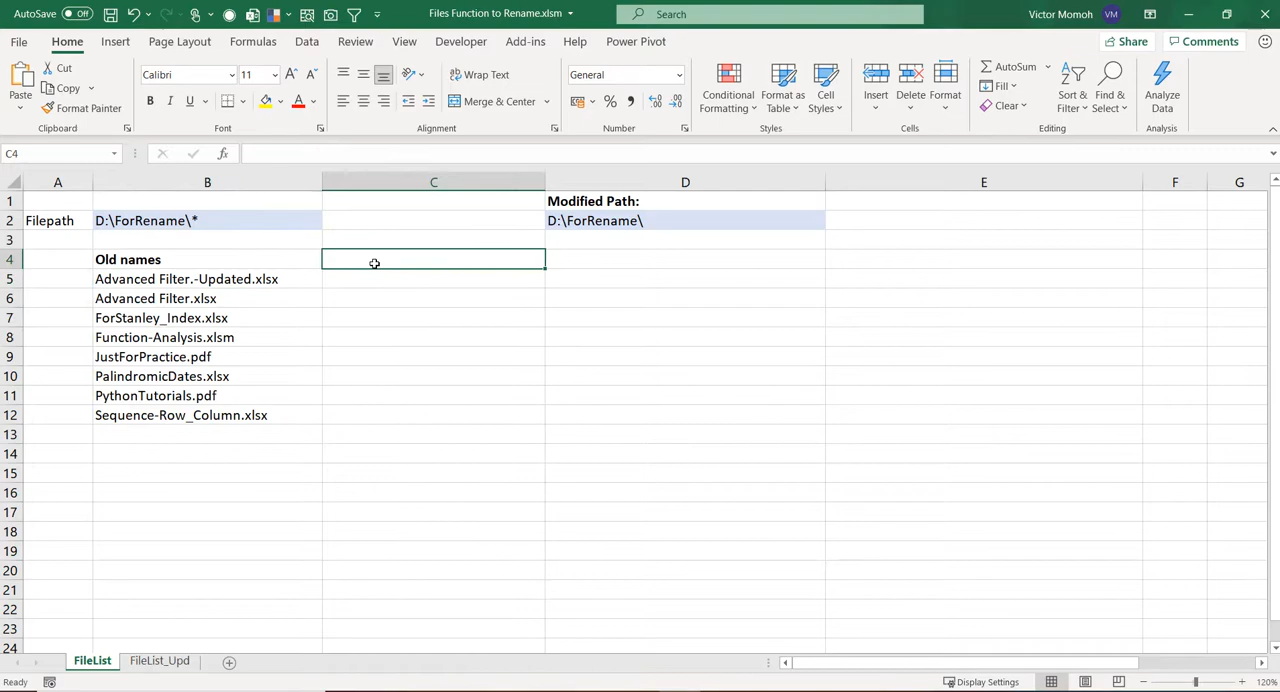 AutoSave Off Files Function to Rename.xlsm Search Victor Momoh VM
File Home Insert Page Layout Formulas Data Review View Developer Add-ins Help Power Pivot Share Comments
Paste Cut Copy Format Painter Clipboard
Calibri 11 B I U A Font
Wrap Text Merge & Center Alignment
General % , Number
Conditional Formatting Format as Table Cell Styles Styles
Insert Delete Format Cells
AutoSum Fill Clear Sort & Filter Find & Select Editing
Analyze Data Analysis
C4 fx
A B C D E F G
1 Modified Path:
2 Filepath D:\ForRename\* D:\ForRename\
3
4 Old names
5 Advanced Filter.-Updated.xlsx
6 Advanced Filter.xlsx
7 ForStanley_Index.xlsx
8 Function-Analysis.xlsm
9 JustForPractice.pdf
10 PalindromicDates.xlsx
11 PythonTutorials.pdf
12 Sequence-Row_Column.xlsx
13
14
15
16
17
18
19
20
21
22
23
24
FileList FileList_Upd
Ready Display Settings 120%